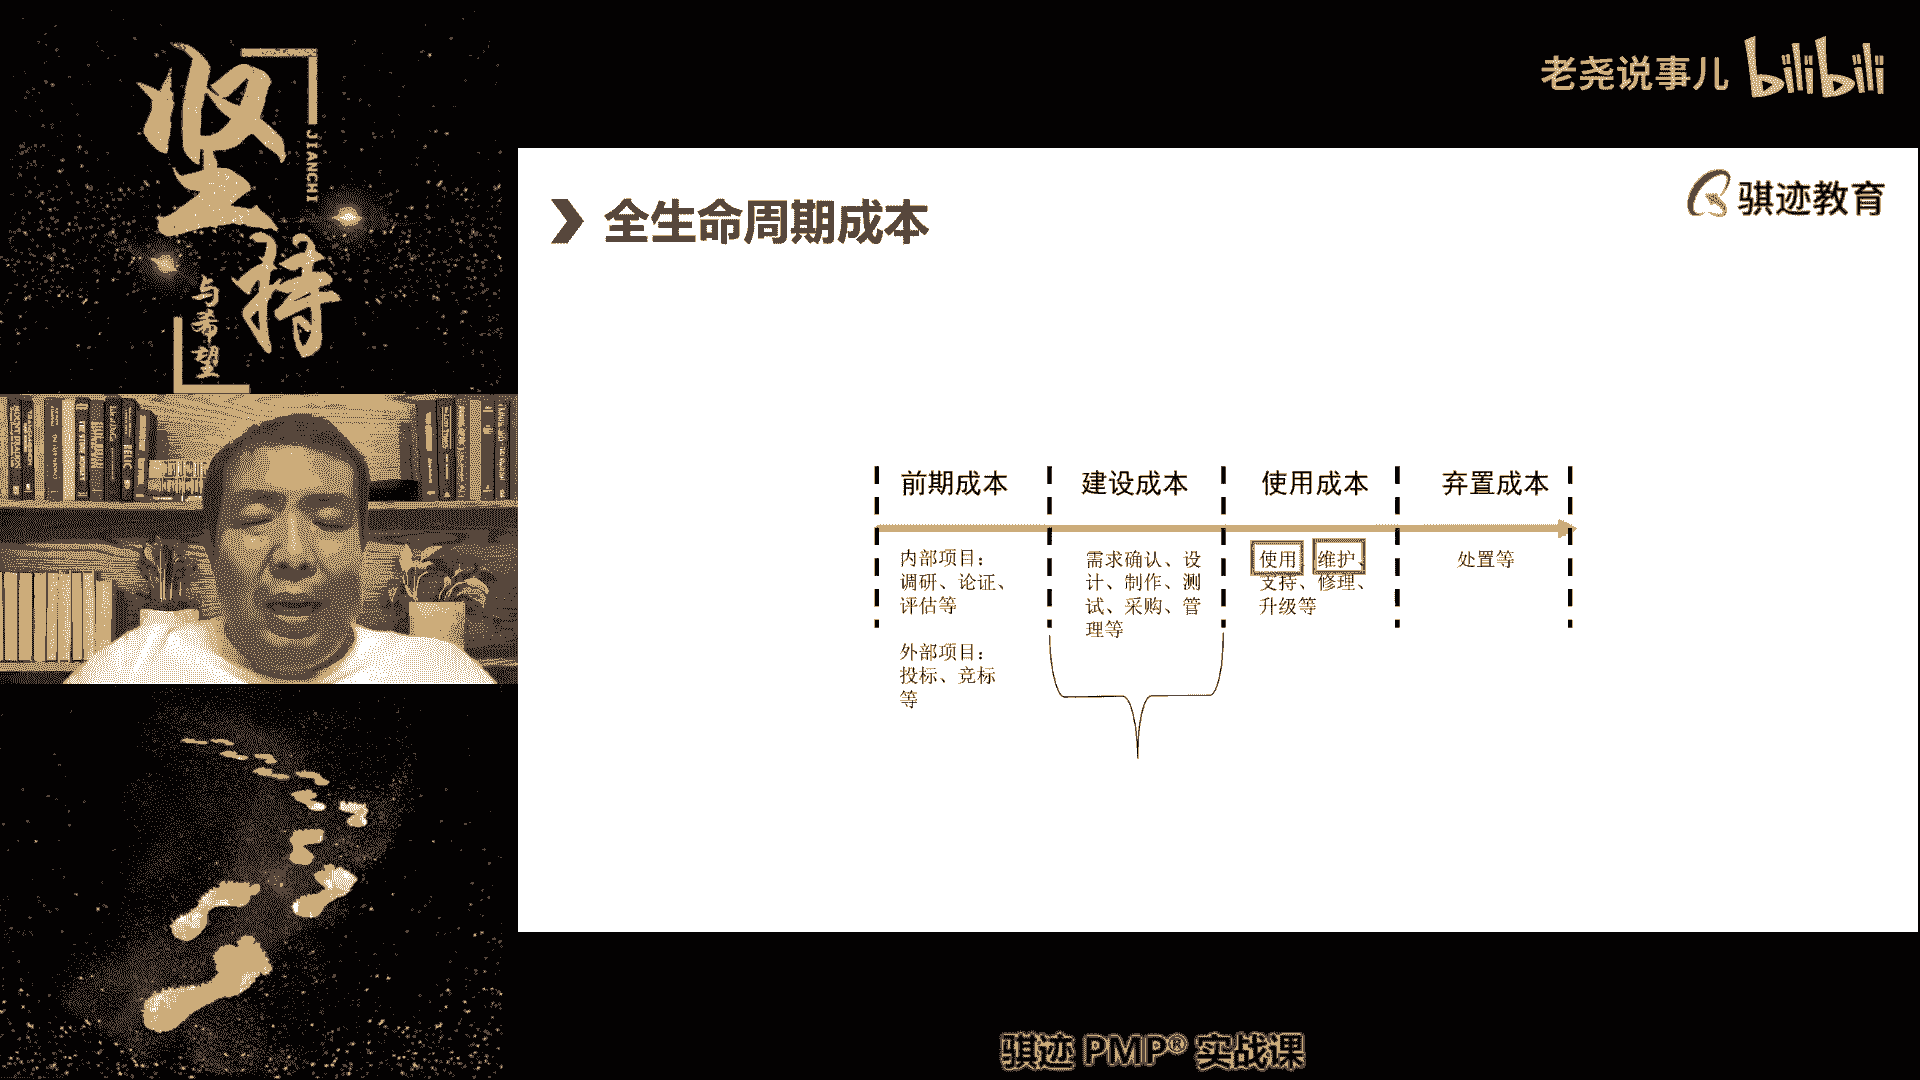 坚持
JIANCHI
与希望
老尧说事儿 bilibili
骐迹教育
全生命周期成本
前期成本
建设成本
使用成本
弃置成本
内部项目：
调研、论证、
评估等
外部项目：
投标、竞标
等
需求确认、设
计、制作、测
试、采购、管
理等
使用、维护、
支持、修理、
升级等
处置等
骐迹 PMP® 实战课